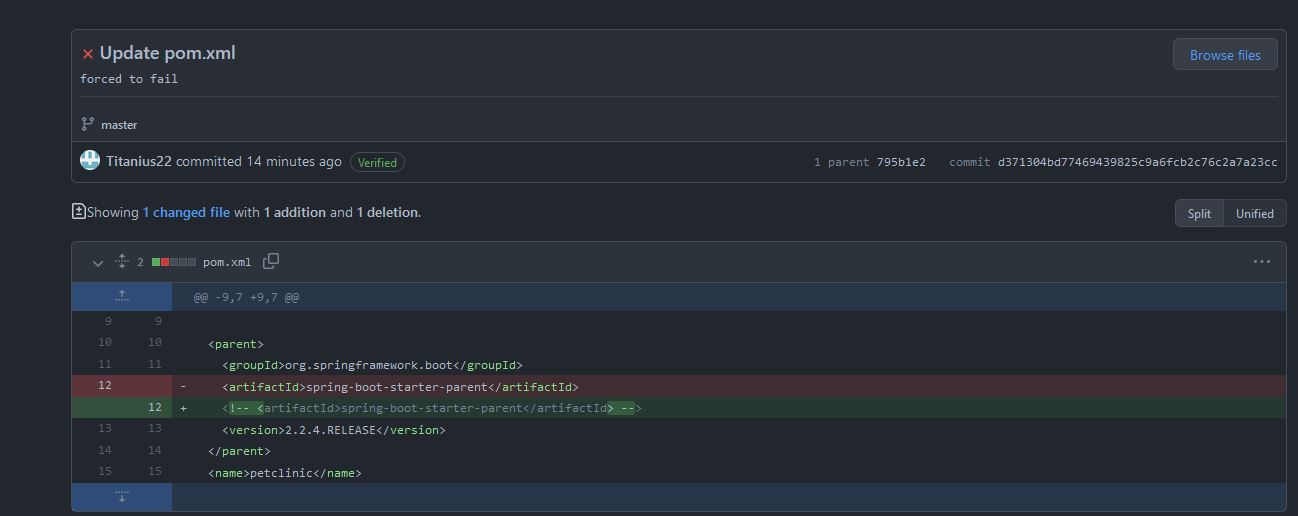 Update pom.xml
Browse files
forced to fail
master
Titanius22 committed 14 minutes ago Verified 1 parent 795b1e2 commit d371304bd77469439825c9a6fcb2c76c2a7a23cc
Showing 1 changed file with 1 addition and 1 deletion. Split Unified
2 pom.xml
@@ -9,7 +9,7 @@
9 9
10 10 <parent>
11 11 <groupId>org.springframework.boot</groupId>
12 - <artifactId>spring-boot-starter-parent</artifactId>
12 + <!-- <artifactId>spring-boot-starter-parent</artifactId> -->
13 13 <version>2.2.4.RELEASE</version>
14 14 </parent>
15 15 <name>petclinic</name>